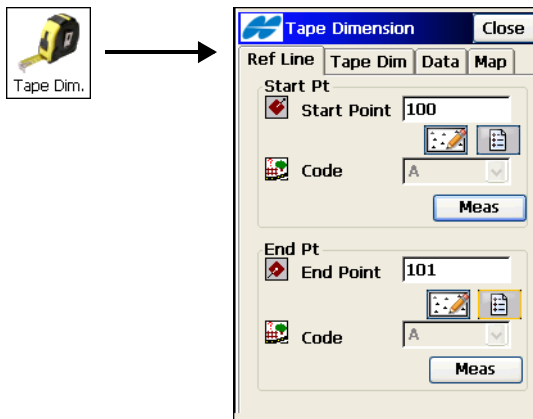 Tape Dim.
Tape Dimension Close
Ref Line Tape Dim Data Map
Start Pt
Start Point 100
Code A
Meas
End Pt
End Point 101
Code A
Meas